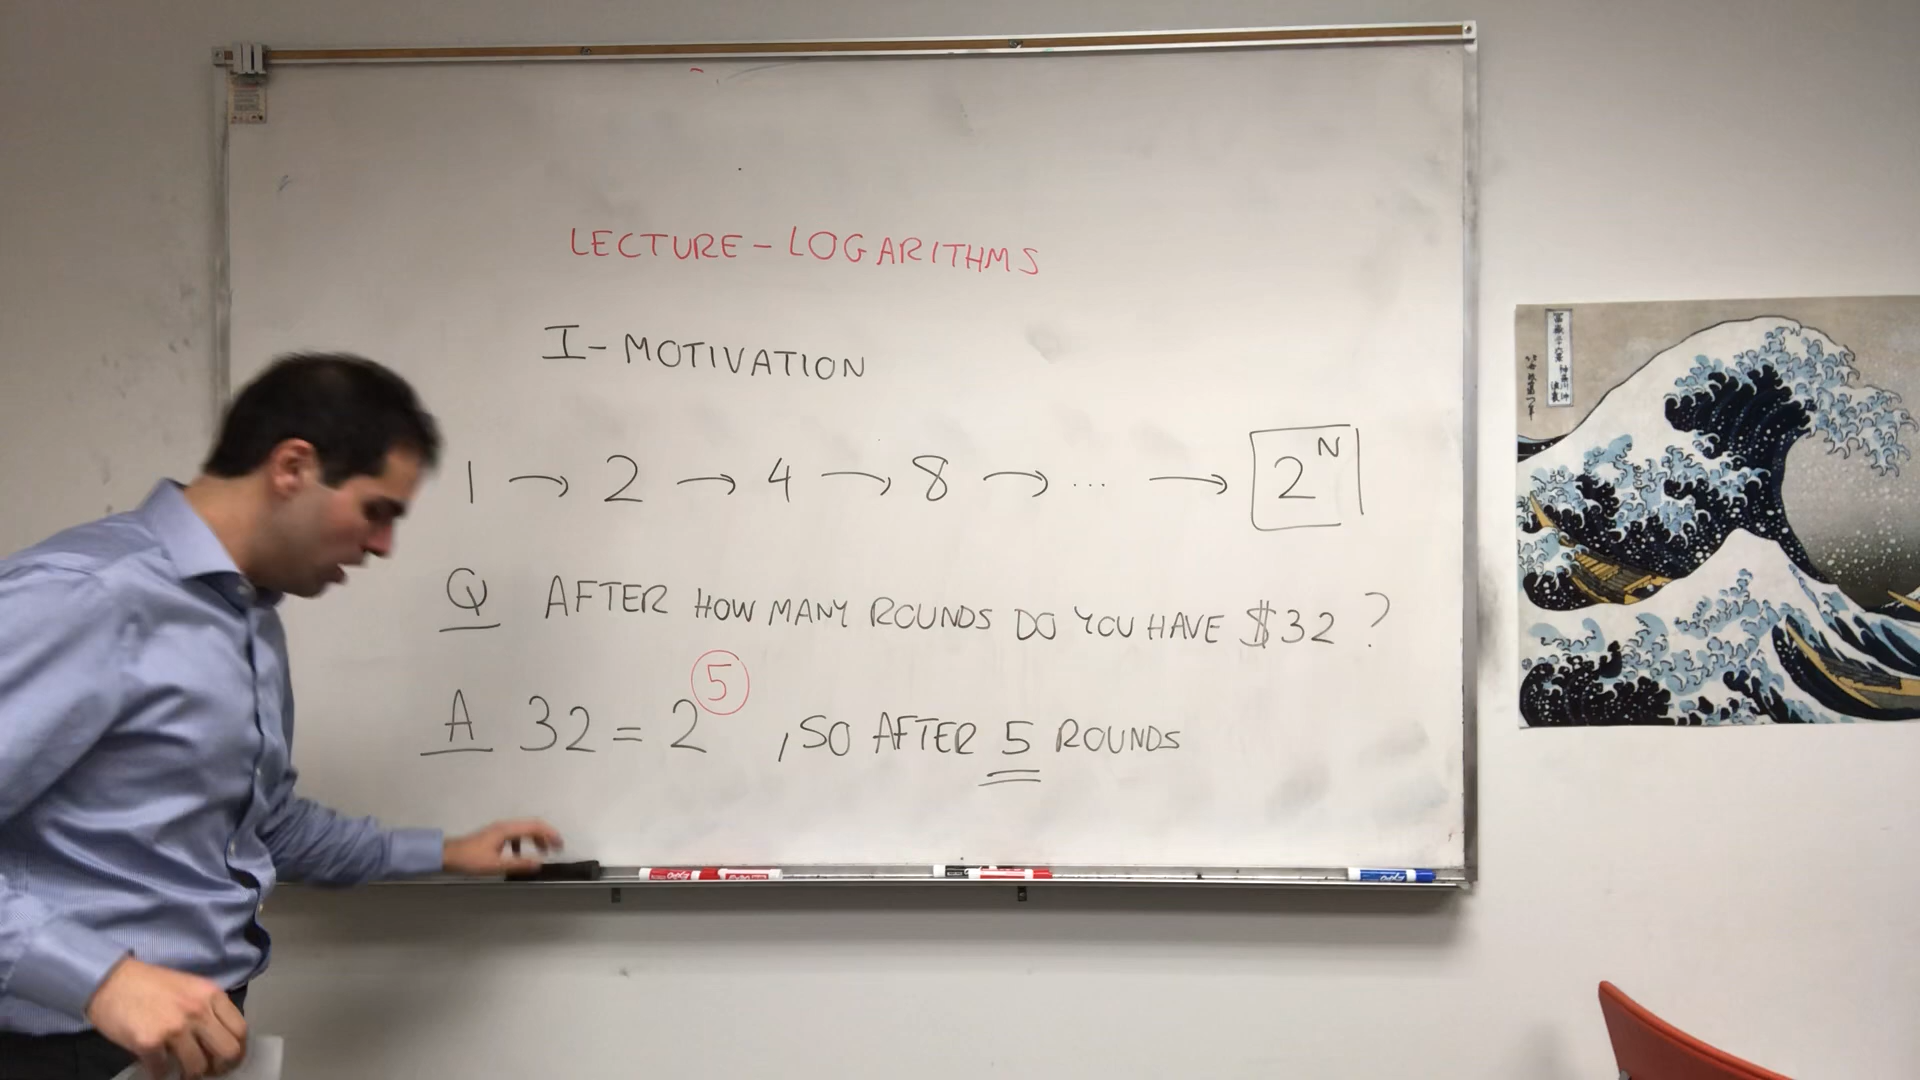 LECTURE – LOGARITHMS
I – MOTIVATION
1 → 2 → 4 → 8 → ... → 2^N
Q AFTER HOW MANY ROUNDS DO YOU HAVE $32 ?
A 32 = 2^5 , SO AFTER 5 ROUNDS